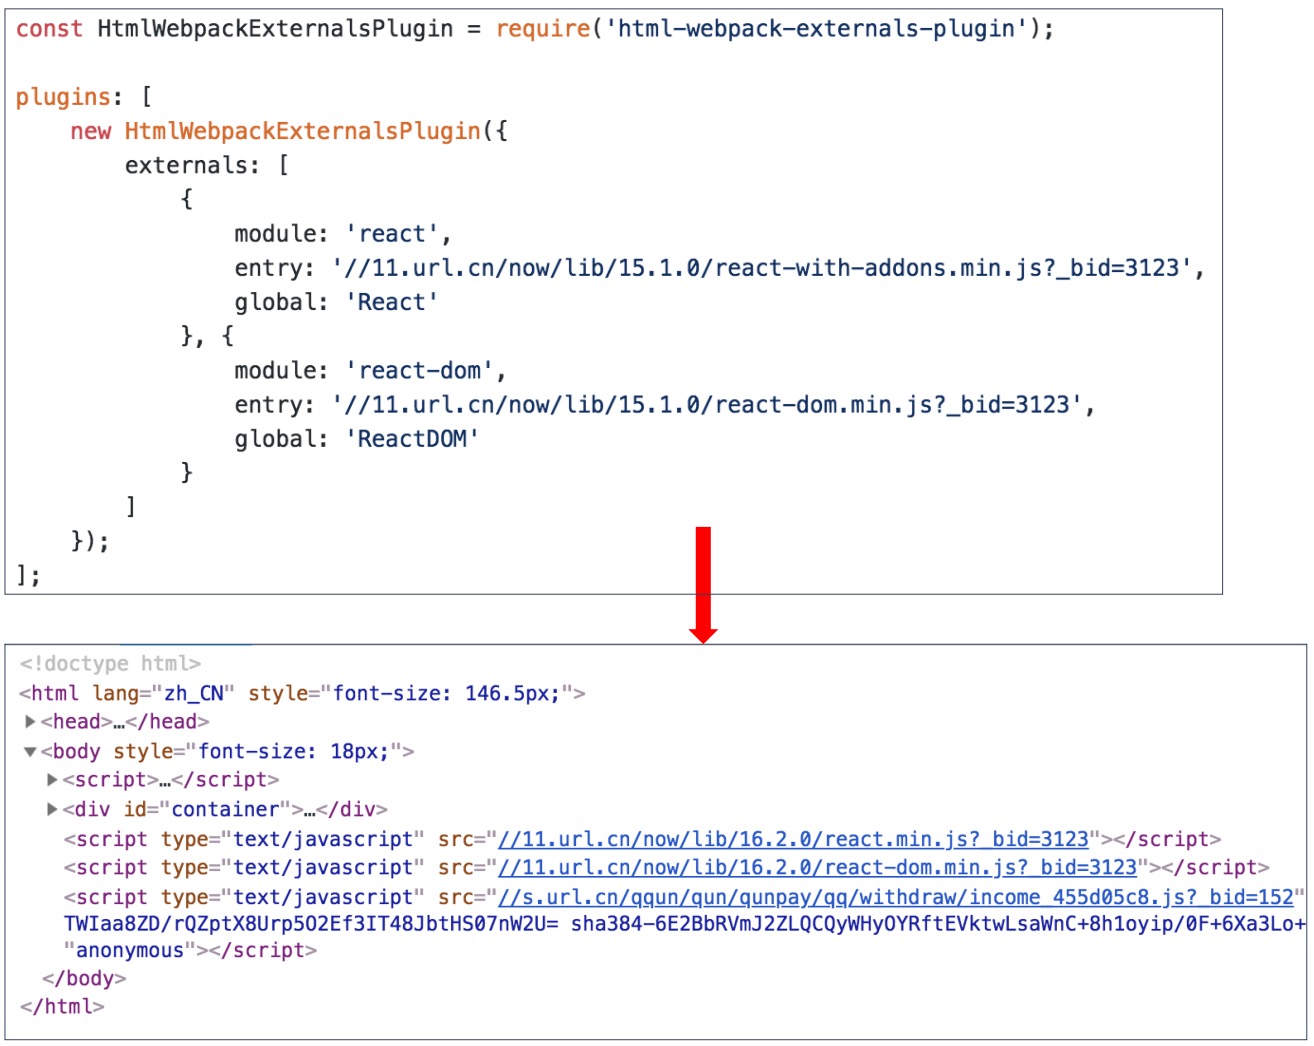 const HtmlWebpackExternalsPlugin = require('html-webpack-externals-plugin');
plugins: [
new HtmlWebpackExternalsPlugin({
externals: [
{
module: 'react',
entry: '//11.url.cn/now/lib/15.1.0/react-with-addons.min.js?_bid=3123',
global: 'React'
}, {
module: 'react-dom',
entry: '//11.url.cn/now/lib/15.1.0/react-dom.min.js?_bid=3123',
global: 'ReactDOM'
}
]
});
];
<!doctype html>
<html lang="zh_CN" style="font-size: 146.5px;">
▶<head>…</head>
▼<body style="font-size: 18px;">
▶<script>…</script>
▶<div id="container">…</div>
<script type="text/javascript" src="//11.url.cn/now/lib/16.2.0/react.min.js?_bid=3123"></script>
<script type="text/javascript" src="//11.url.cn/now/lib/16.2.0/react-dom.min.js?_bid=3123"></script>
<script type="text/javascript" src="//s.url.cn/qqun/qun/qunpay/qq/withdraw/income_455d05c8.js?_bid=152"
TWIaa8ZD/rQZptX8Urp5O2Ef3IT48JbtHS07nW2U= sha384-6E2BbRVmJ2ZLQCQyWHyOYRftEVktwLsaWnC+8h1oyip/0F+6Xa3Lo+
"anonymous"></script>
</body>
</html>